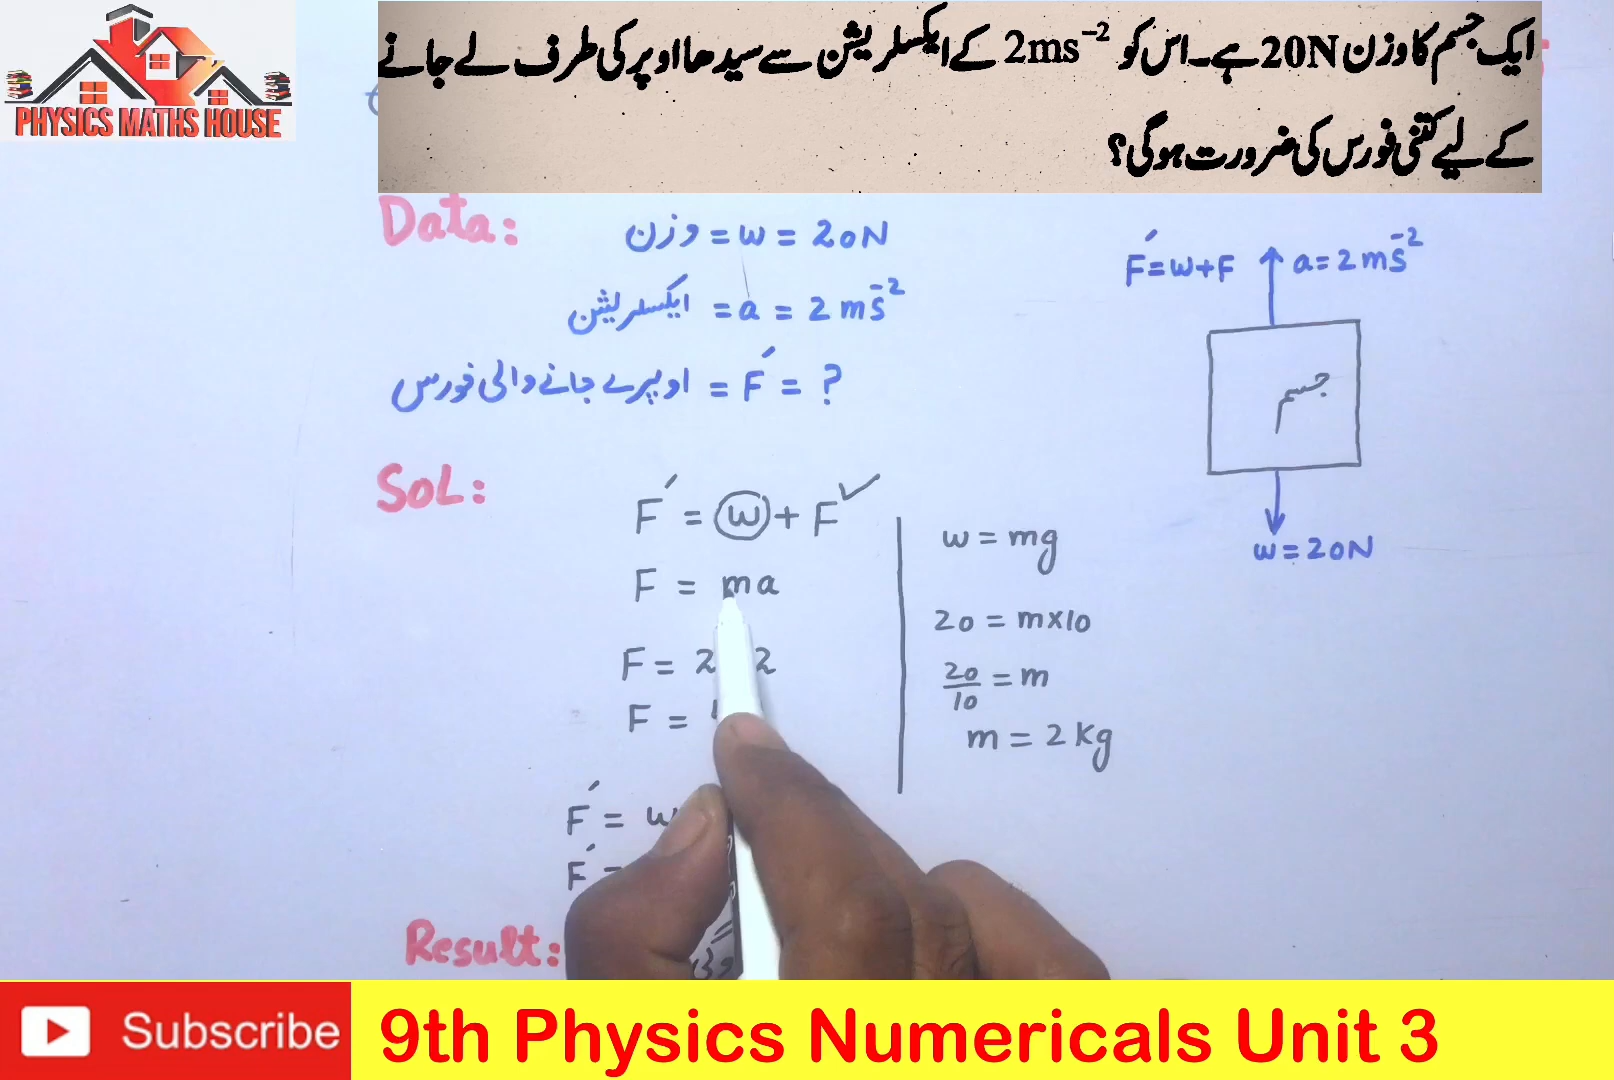 PHYSICS MATHS HOUSE
ایک جسم کا وزن 20N ہے۔ اس کو 2ms⁻² کے ایکسلریشن سے سیدھا اوپر کی طرف لے جانے
کے لیے کتنی فورس کی ضرورت ہوگی؟
Data:
وزن = w = 20N
ایکسلریشن = a = 2ms⁻²
اوپر لے جانے والی فورس = F′ = ?
F′ = w + F
a = 2ms⁻²
جسم
w = 20N
Sol:
F′ = w + F
F = ma
F = 2 2
F =
F′ = w
F′ =
w = mg
20 = m×10
20/10 = m
m = 2kg
Result:
Subscribe
9th Physics Numericals Unit 3